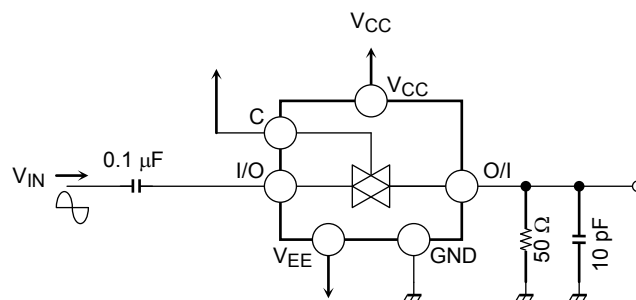 VCC
VCC
C
VIN
0.1 μF
I/O
O/I
VEE
GND
50 Ω
10 pF